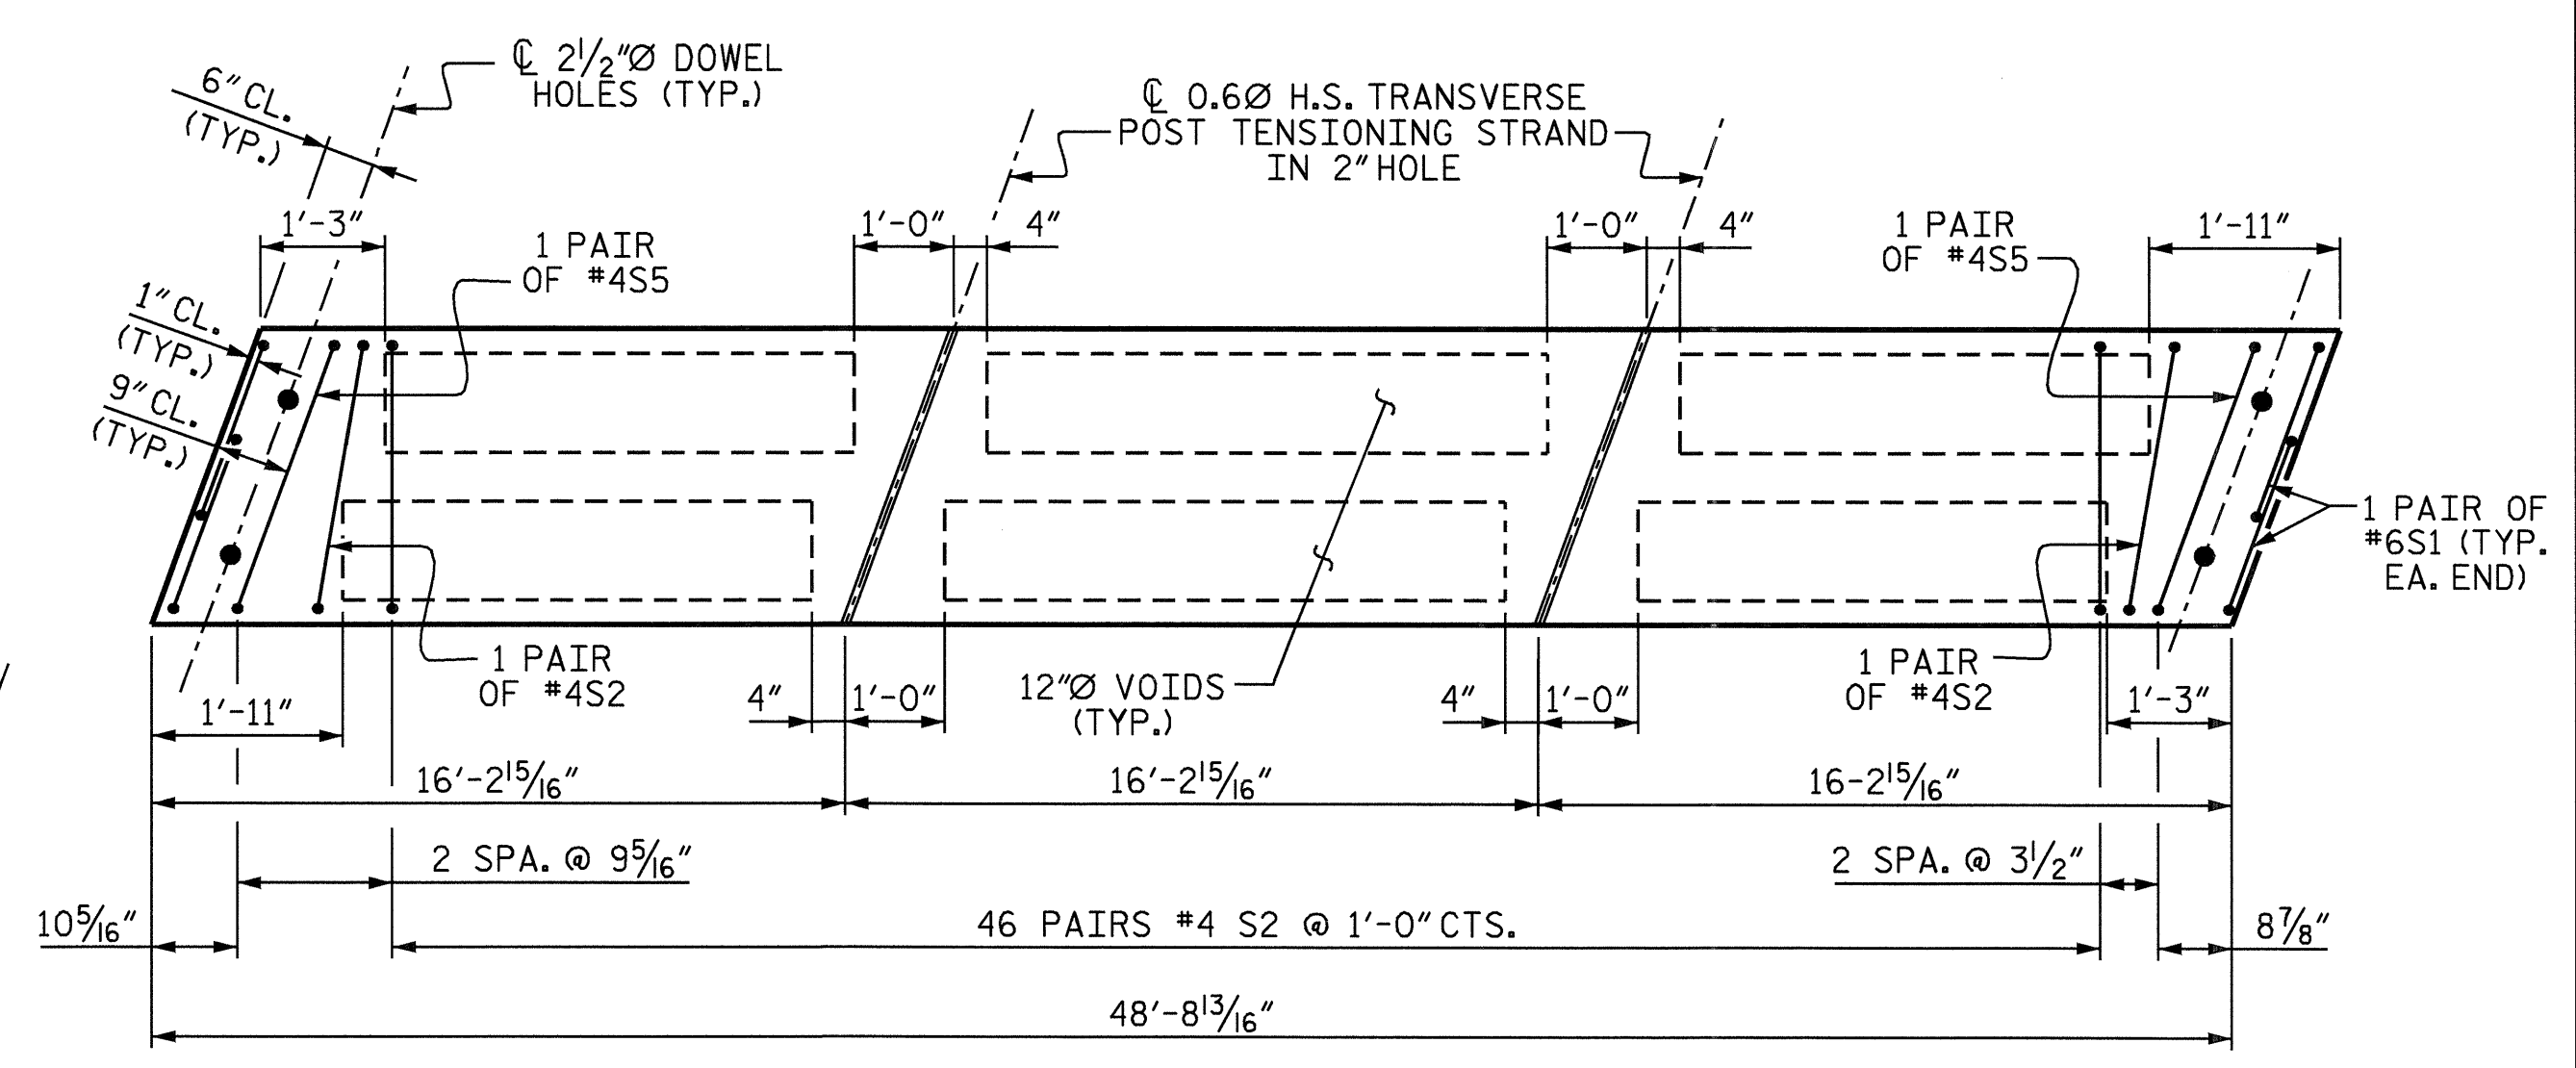 ℄ 2½"Ø DOWEL
HOLES (TYP.)
6" CL.
(TYP.)
℄ 0.6Ø H.S. TRANSVERSE
POST TENSIONING STRAND
IN 2" HOLE
1'-3"
1 PAIR
OF #4S5
1'-0"
4"
1'-0"
4"
1 PAIR
OF #4S5
1'-11"
1" CL.
(TYP.)
9" CL.
(TYP.)
1 PAIR OF
#6S1 (TYP.
EA. END)
1'-11"
1 PAIR
OF #4S2
4"
1'-0"
12"Ø VOIDS
(TYP.)
4"
1'-0"
1 PAIR
OF #4S2
1'-3"
16'-2 15/16"
16'-2 15/16"
16-2 15/16"
2 SPA. @ 9 5/16"
2 SPA. @ 3½"
10 5/16"
46 PAIRS #4 S2 @ 1'-0" CTS.
8 7/8"
48'-8 13/16"